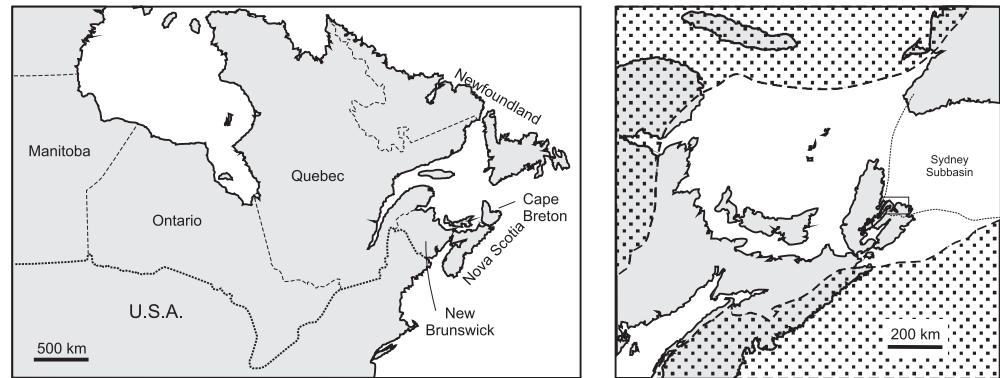 Newfoundland
Manitoba
Quebec
Ontario
Cape
Breton
Nova Scotia
U.S.A.
New
Brunswick
500 km
Sydney
Subbasin
200 km